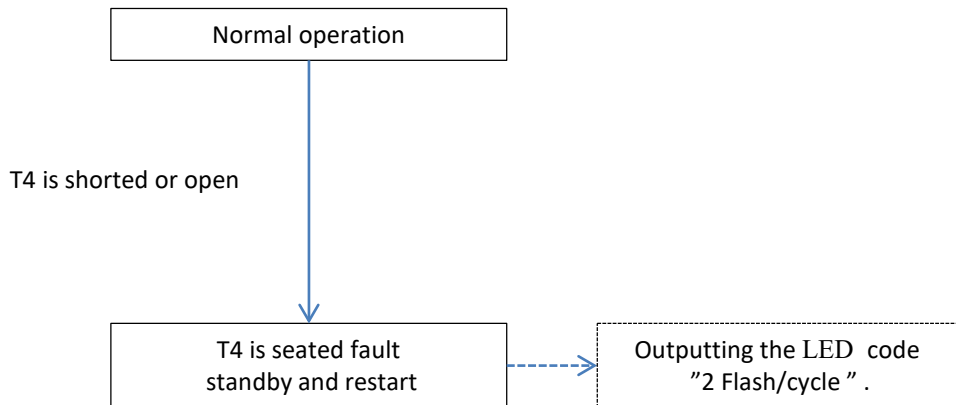 Normal operation
T4 is shorted or open
T4 is seated fault
standby and restart
Outputting the LED code
”2 Flash/cycle ” .